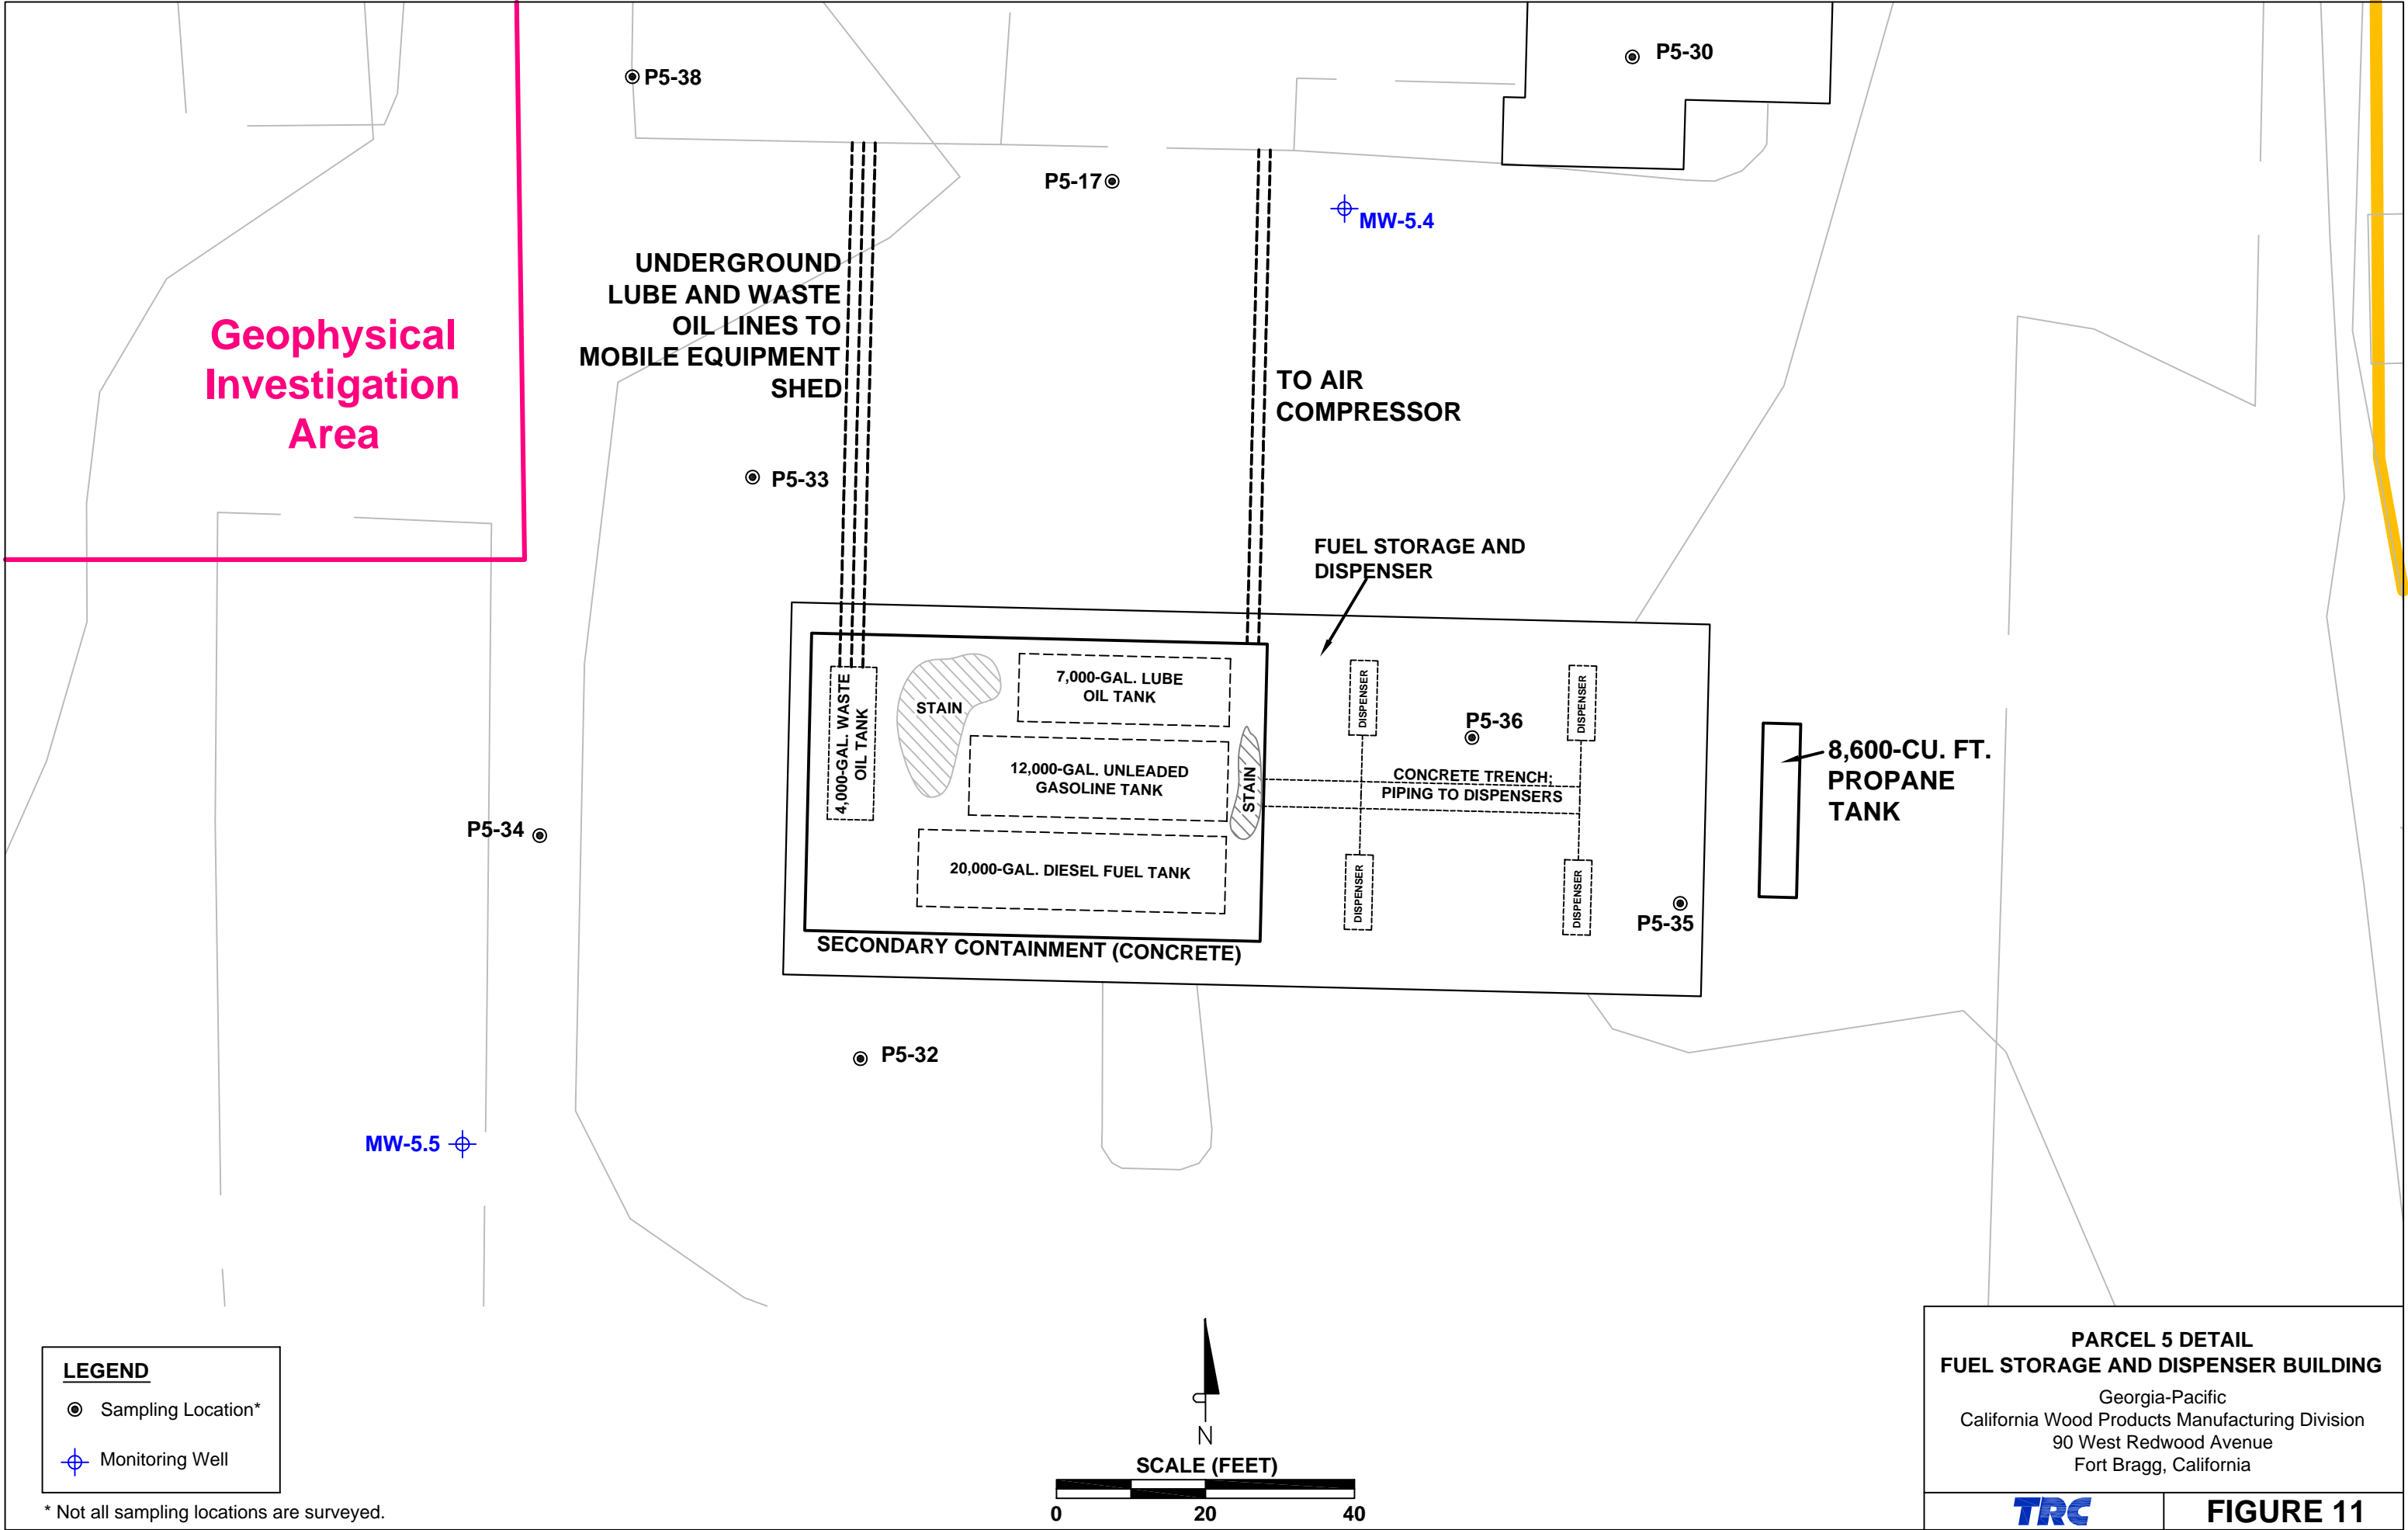 P5-38
P5-30
P5-17
MW-5.4
UNDERGROUND
LUBE AND WASTE
OIL LINES TO
MOBILE EQUIPMENT
SHED
Geophysical
Investigation
Area
TO AIR
COMPRESSOR
P5-33
FUEL STORAGE AND
DISPENSER
4,000-GAL. WASTE
OIL TANK
STAIN
7,000-GAL. LUBE
OIL TANK
12,000-GAL. UNLEADED
GASOLINE TANK
STAIN
20,000-GAL. DIESEL FUEL TANK
SECONDARY CONTAINMENT (CONCRETE)
DISPENSER
DISPENSER
P5-36
CONCRETE TRENCH;
PIPING TO DISPENSERS
DISPENSER
DISPENSER
P5-35
8,600-CU. FT.
PROPANE
TANK
P5-34
P5-32
MW-5.5
LEGEND
Sampling Location*
Monitoring Well
* Not all sampling locations are surveyed.
N
SCALE (FEET)
0 20 40
PARCEL 5 DETAIL
FUEL STORAGE AND DISPENSER BUILDING
Georgia-Pacific
California Wood Products Manufacturing Division
90 West Redwood Avenue
Fort Bragg, California
TRC
FIGURE 11